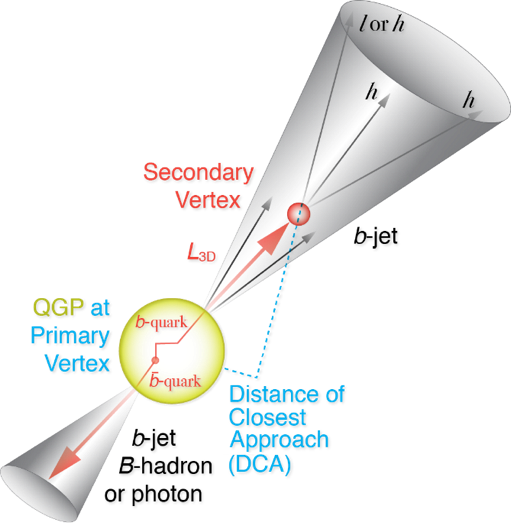 l or h
h
h
Secondary
Vertex
b-jet
L3D
QGP at
Primary
Vertex
b-quark
b̄-quark
Distance of
Closest
Approach
(DCA)
b-jet
B-hadron
or photon